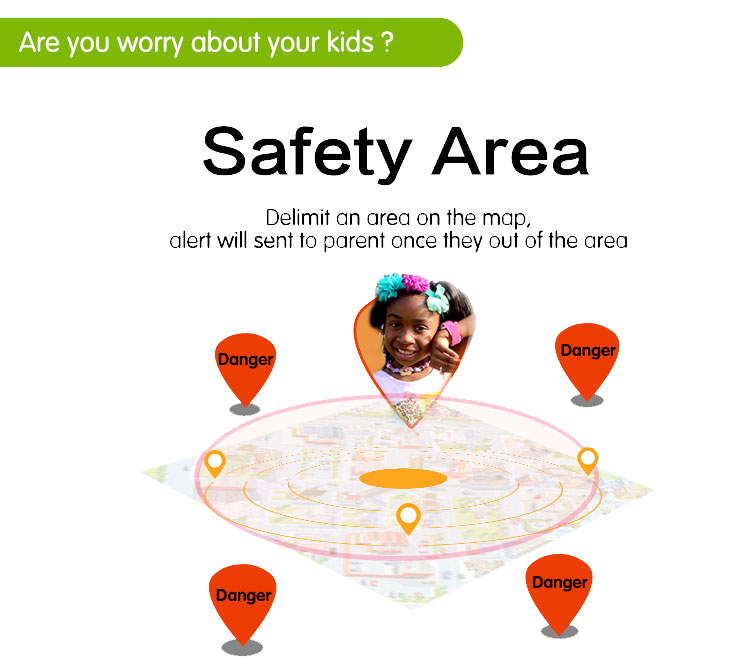 Are you worry about your kids ?
Safety Area
Delimit an area on the map,
alert will sent to parent once they out of the area
Danger
Danger
Danger
Danger